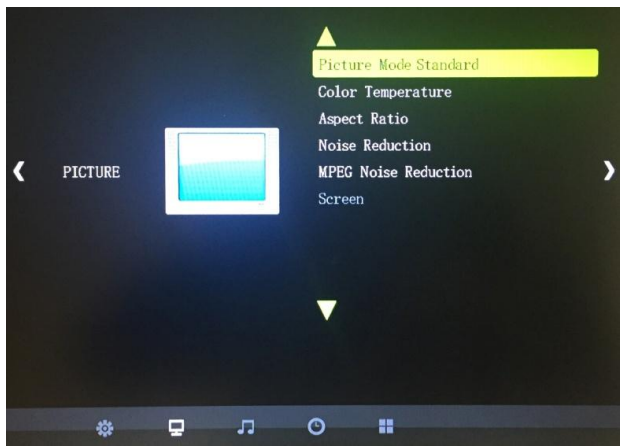 PICTURE
Picture Mode Standard
Color Temperature
Aspect Ratio
Noise Reduction
MPEG Noise Reduction
Screen